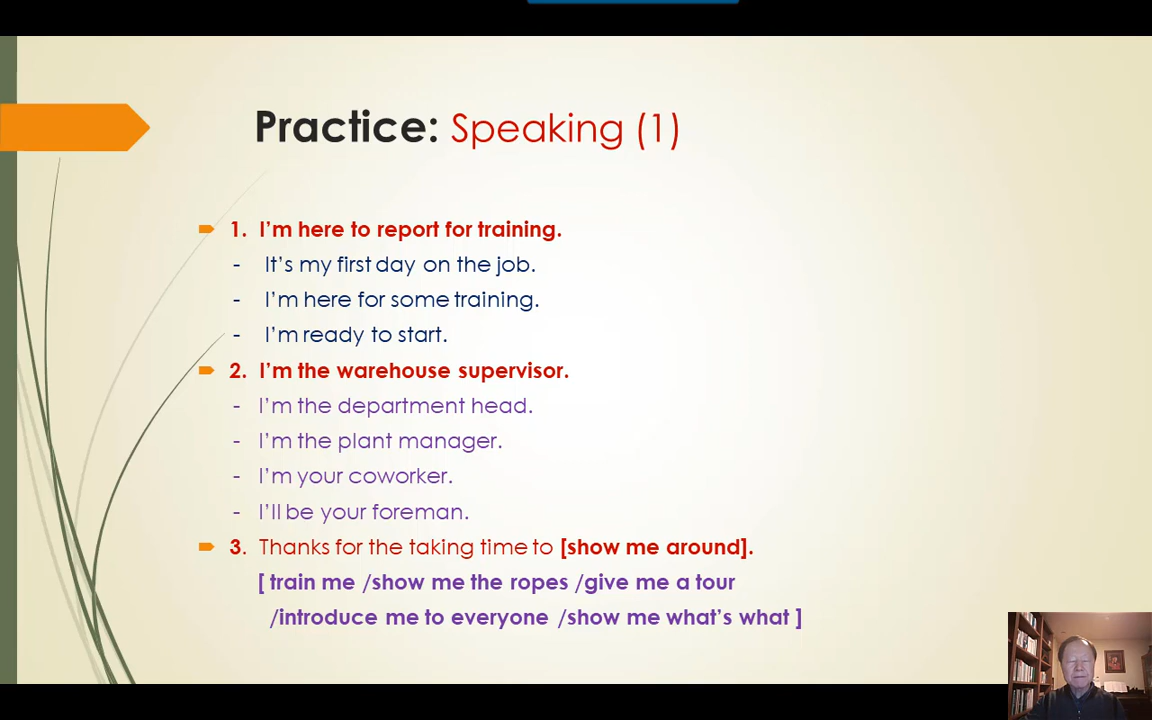 Practice: Speaking (1)
1. I'm here to report for training.
- It's my first day on the job.
- I'm here for some training.
- I'm ready to start.
2. I'm the warehouse supervisor.
- I'm the department head.
- I'm the plant manager.
- I'm your coworker.
- I'll be your foreman.
3. Thanks for the taking time to [show me around].
[ train me /show me the ropes /give me a tour
/introduce me to everyone /show me what's what ]